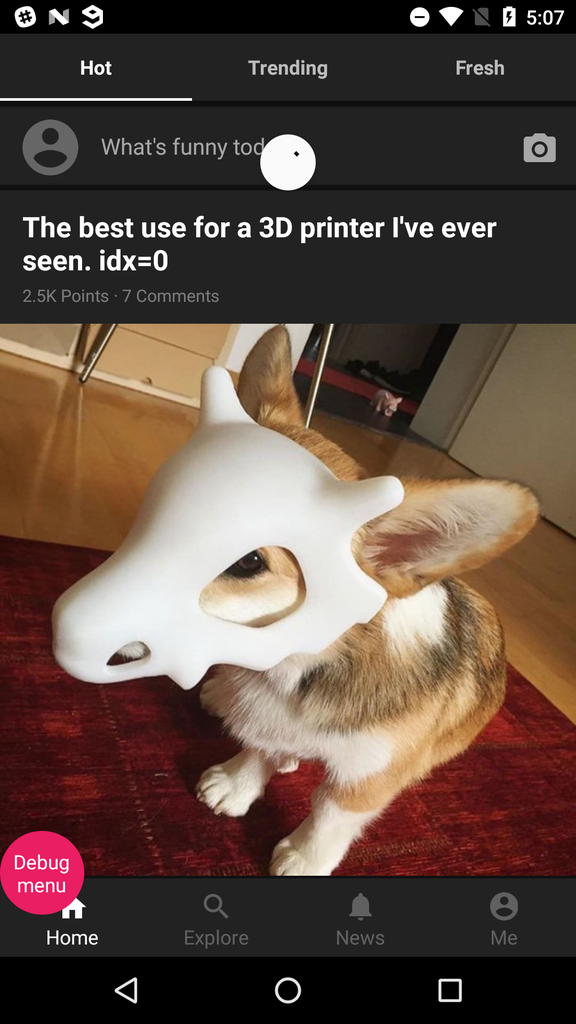 5:07
Hot
Trending
Fresh
What's funny tod
The best use for a 3D printer I've ever
seen. idx=0
2.5K Points · 7 Comments
Debug
menu
Home
Explore
News
Me